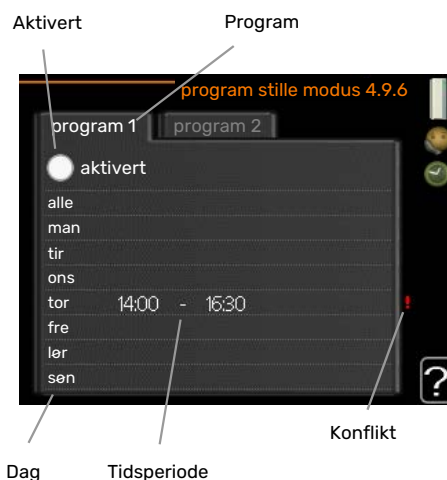 Aktivert Program
program stille modus 4.9.6
program 1 program 2
aktivert
alle
man
tir
ons
tor 14:00 - 16:30 !
fre
lør
søn
?
Konflikt
Dag Tidsperiode